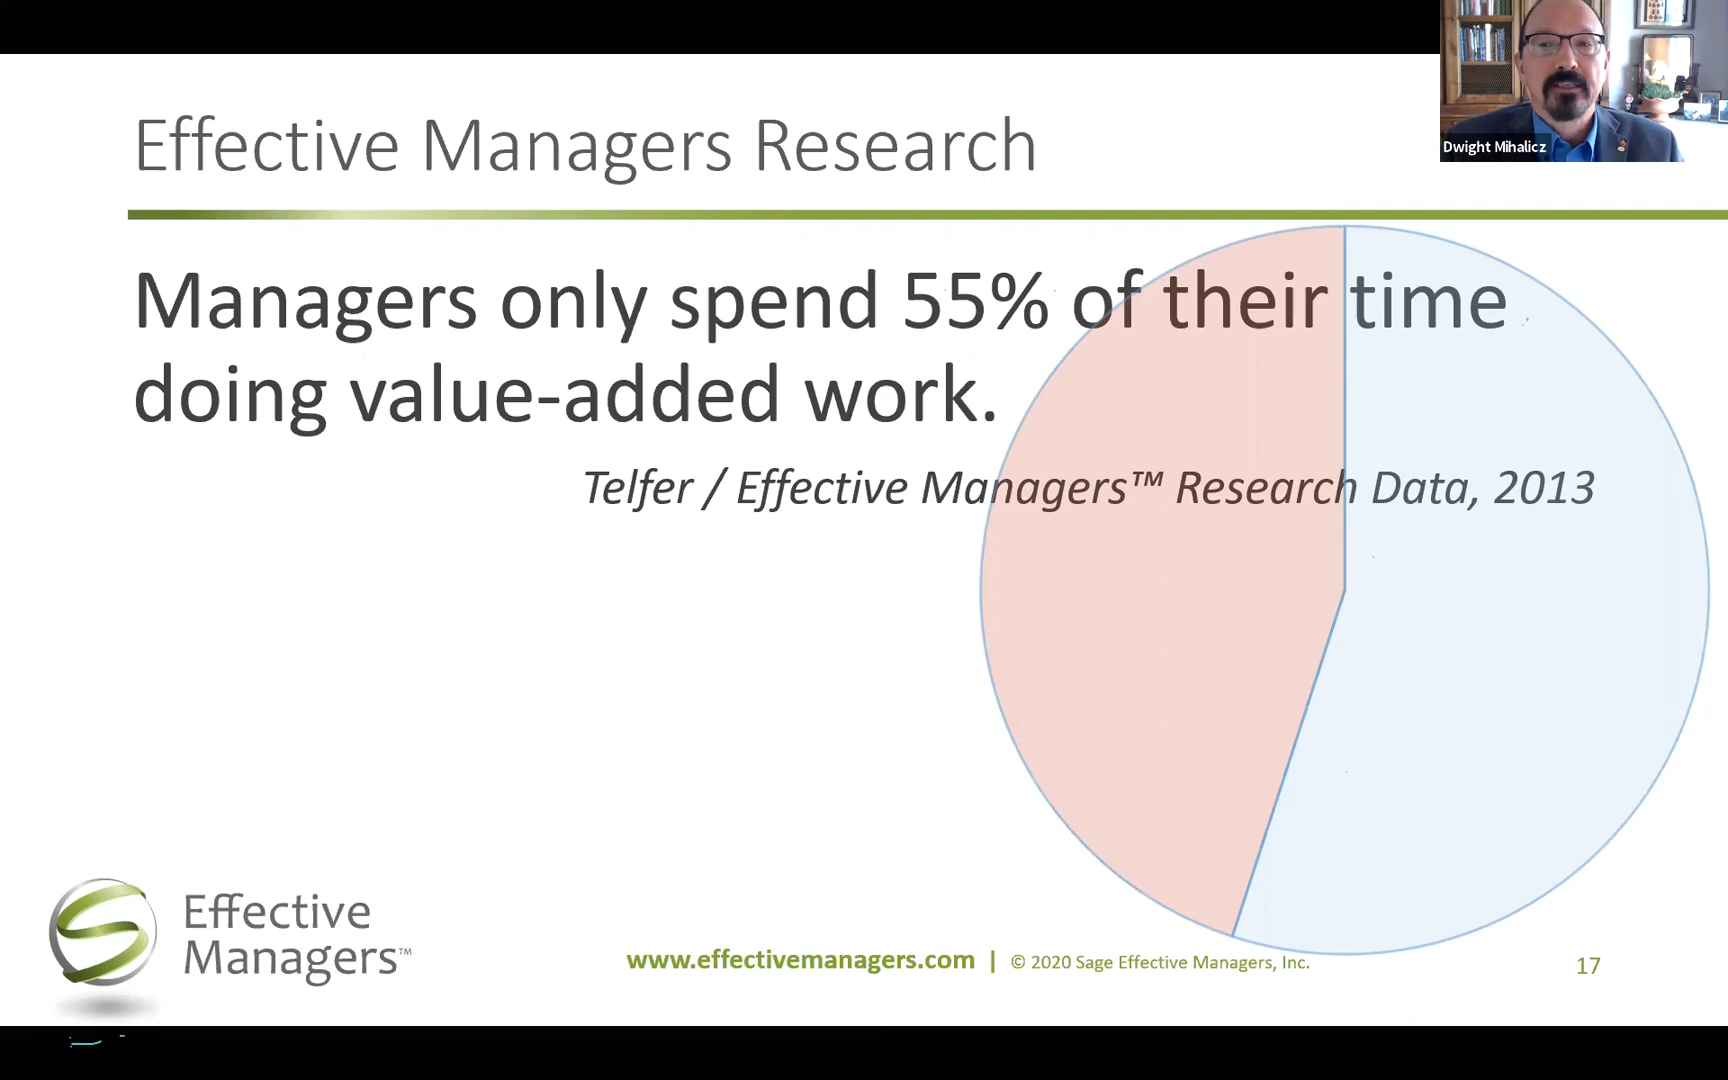 Dwight Mihalicz
Effective Managers Research
Managers only spend 55% of their time
doing value-added work.
Telfer / Effective Managers™ Research Data, 2013
Effective
Managers™
www.effectivemanagers.com | © 2020 Sage Effective Managers, Inc.
17